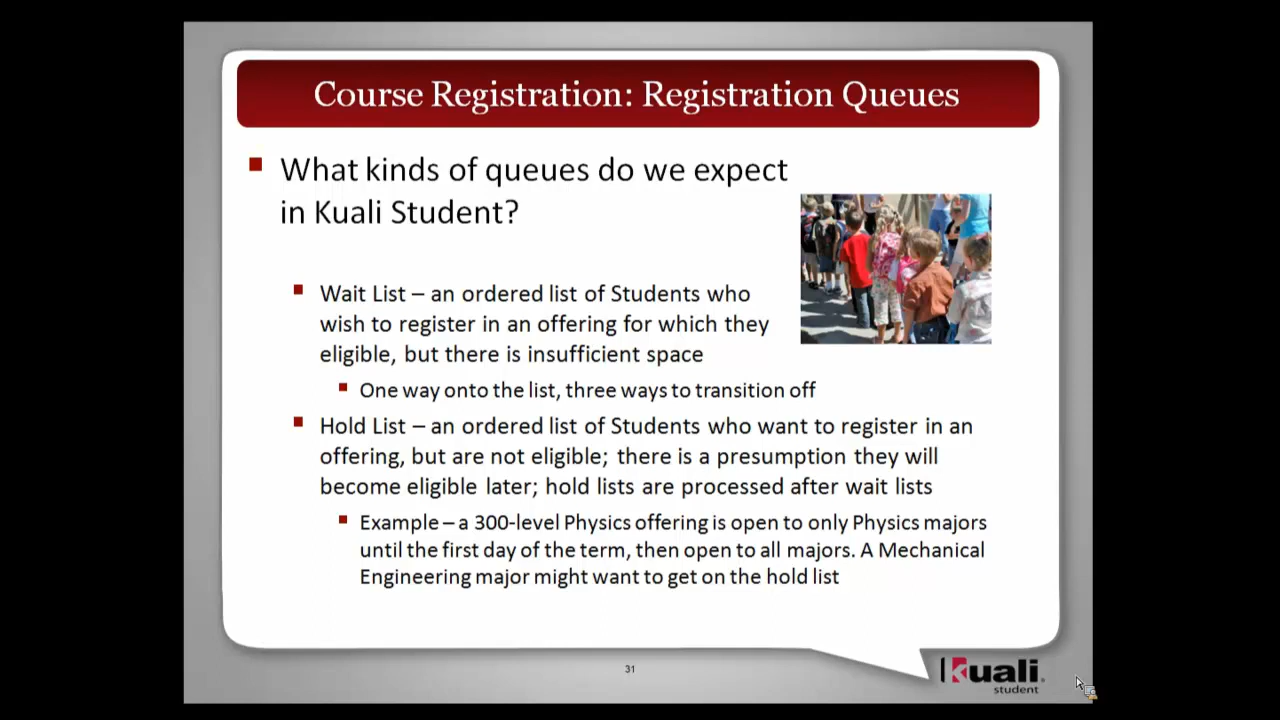 Course Registration: Registration Queues
What kinds of queues do we expect
in Kuali Student?
Wait List – an ordered list of Students who
wish to register in an offering for which they
eligible, but there is insufficient space
One way onto the list, three ways to transition off
Hold List – an ordered list of Students who want to register in an
offering, but are not eligible; there is a presumption they will
become eligible later; hold lists are processed after wait lists
Example – a 300-level Physics offering is open to only Physics majors
until the first day of the term, then open to all majors. A Mechanical
Engineering major might want to get on the hold list
31
kuali
student